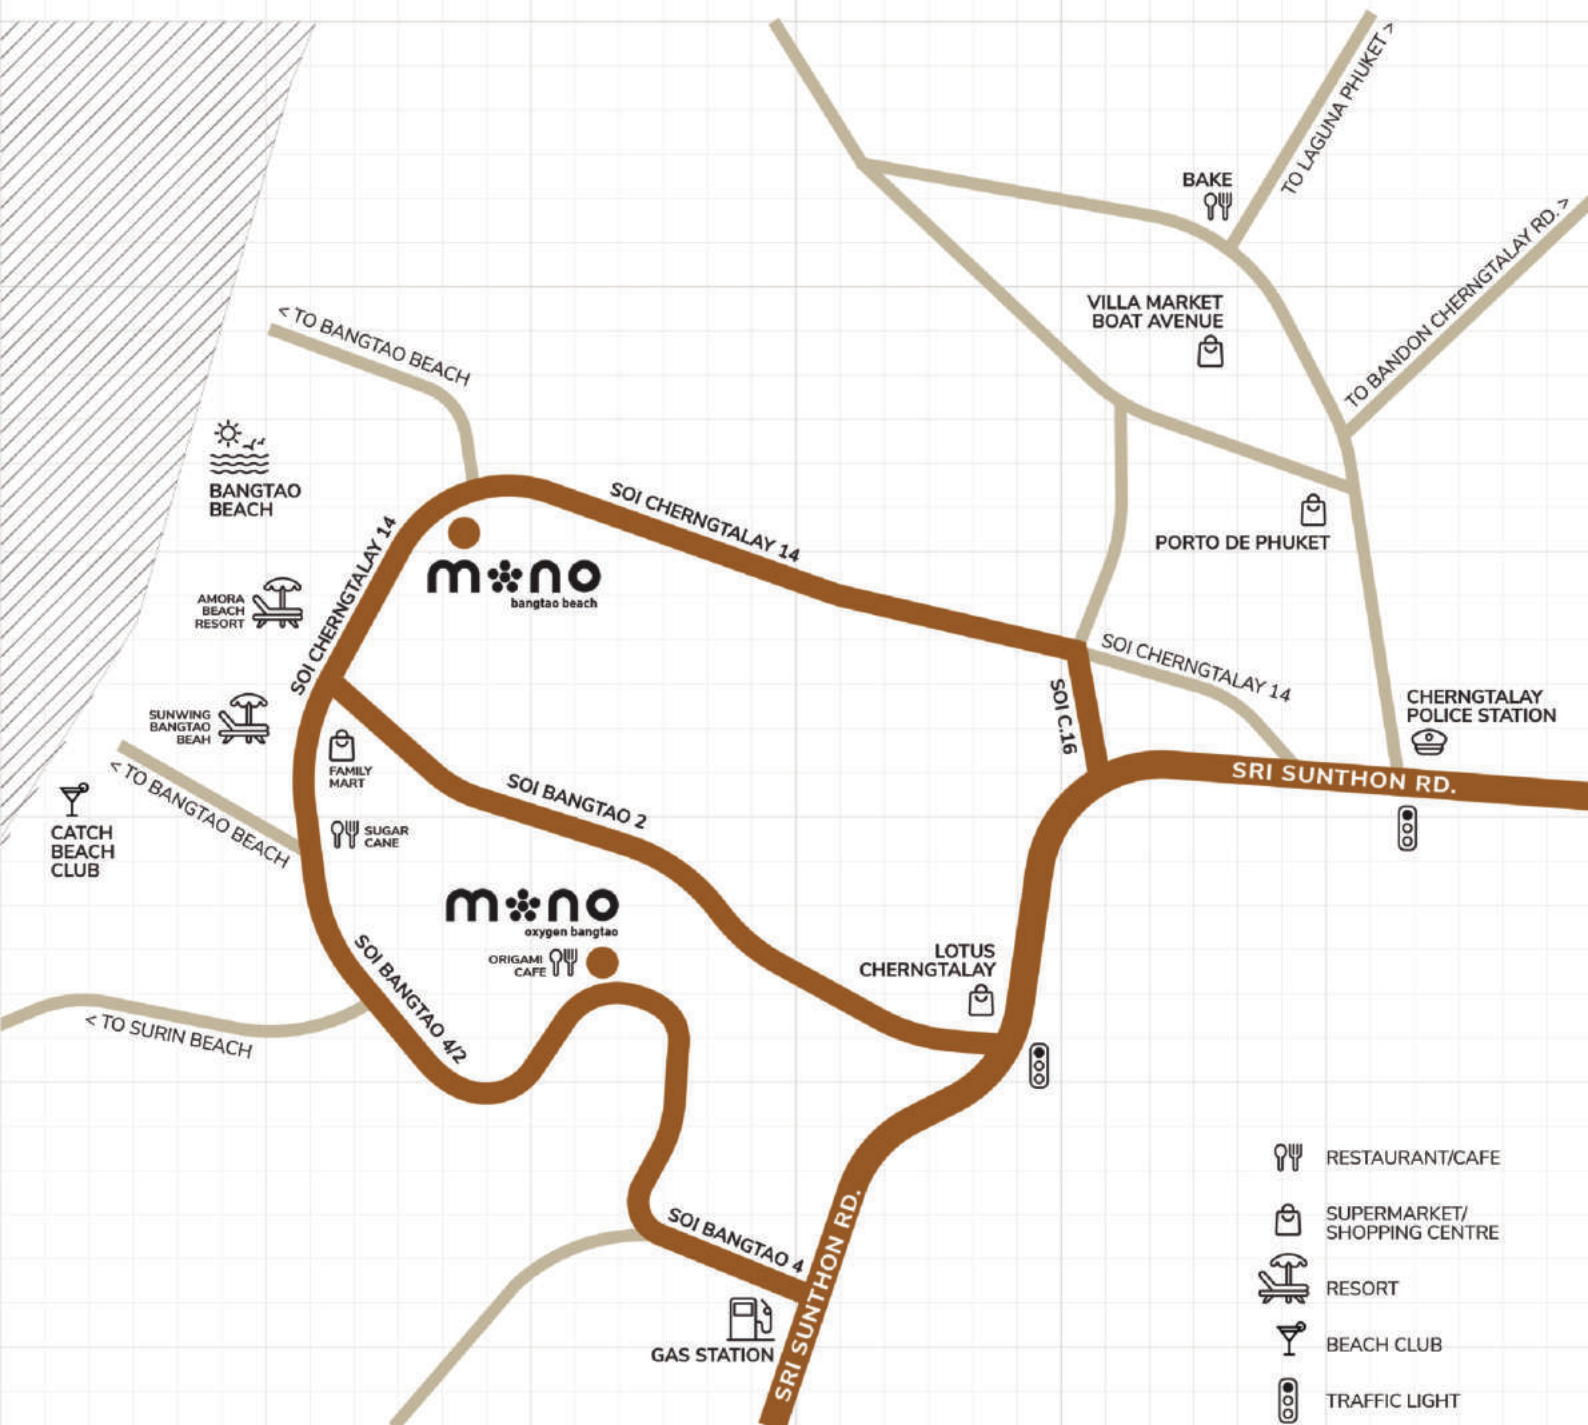 TO LAGUNA PHUKET >
BAKE
TO BANDON CHERNGTALAY RD. >
VILLA MARKET
BOAT AVENUE
< TO BANGTAO BEACH
BANGTAO
BEACH
SOI CHERNGTALAY 14
PORTO DE PHUKET
mono
bangtao beach
SOI CHERNGTALAY 14
AMORA
BEACH
RESORT
SOI CHERNGTALAY 14
SOI C.16
CHERNGTALAY
POLICE STATION
SUNWING
BANGTAO
BEAH
FAMILY
MART
SRI SUNTHON RD.
< TO BANGTAO BEACH
SOI BANGTAO 2
CATCH
BEACH
CLUB
SUGAR
CANE
mono
oxygen bangtao
ORIGAMI
CAFE
LOTUS
CHERNGTALAY
SOI BANGTAO 4/2
< TO SURIN BEACH
SOI BANGTAO 4
SRI SUNTHON RD.
GAS STATION
RESTAURANT/CAFE
SUPERMARKET/
SHOPPING CENTRE
RESORT
BEACH CLUB
TRAFFIC LIGHT